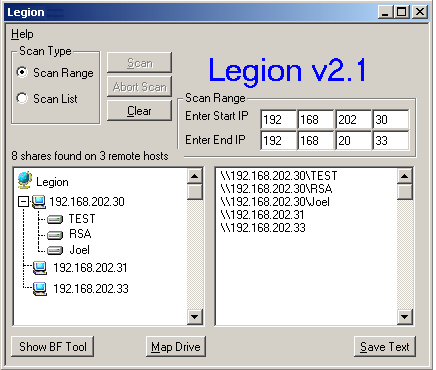 Legion
Help
Scan Type
Scan Range
Scan List
Scan
Abort Scan
Clear
Legion v2.1
Scan Range
Enter Start IP 192 168 202 30
Enter End IP 192 168 20 33
8 shares found on 3 remote hosts
Legion
192.168.202.30
TEST
RSA
Joel
192.168.202.31
192.168.202.33
\\192.168.202.30\TEST
\\192.168.202.30\RSA
\\192.168.202.30\Joel
\\192.168.202.31
\\192.168.202.33
Show BF Tool
Map Drive
Save Text